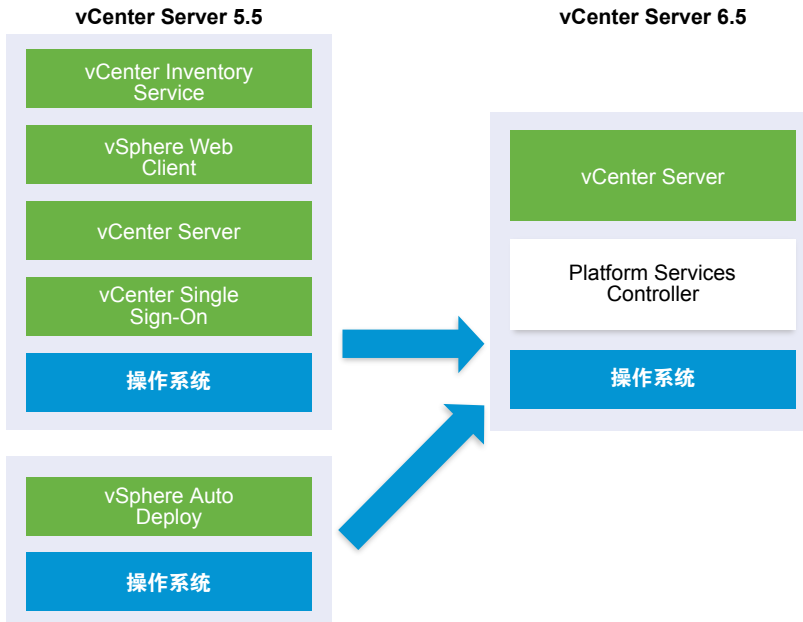 vCenter Server 5.5
vCenter Inventory
Service
vSphere Web
Client
vCenter Server
vCenter Single
Sign-On
操作系统
vSphere Auto
Deploy
操作系统
vCenter Server 6.5
vCenter Server
Platform Services
Controller
操作系统